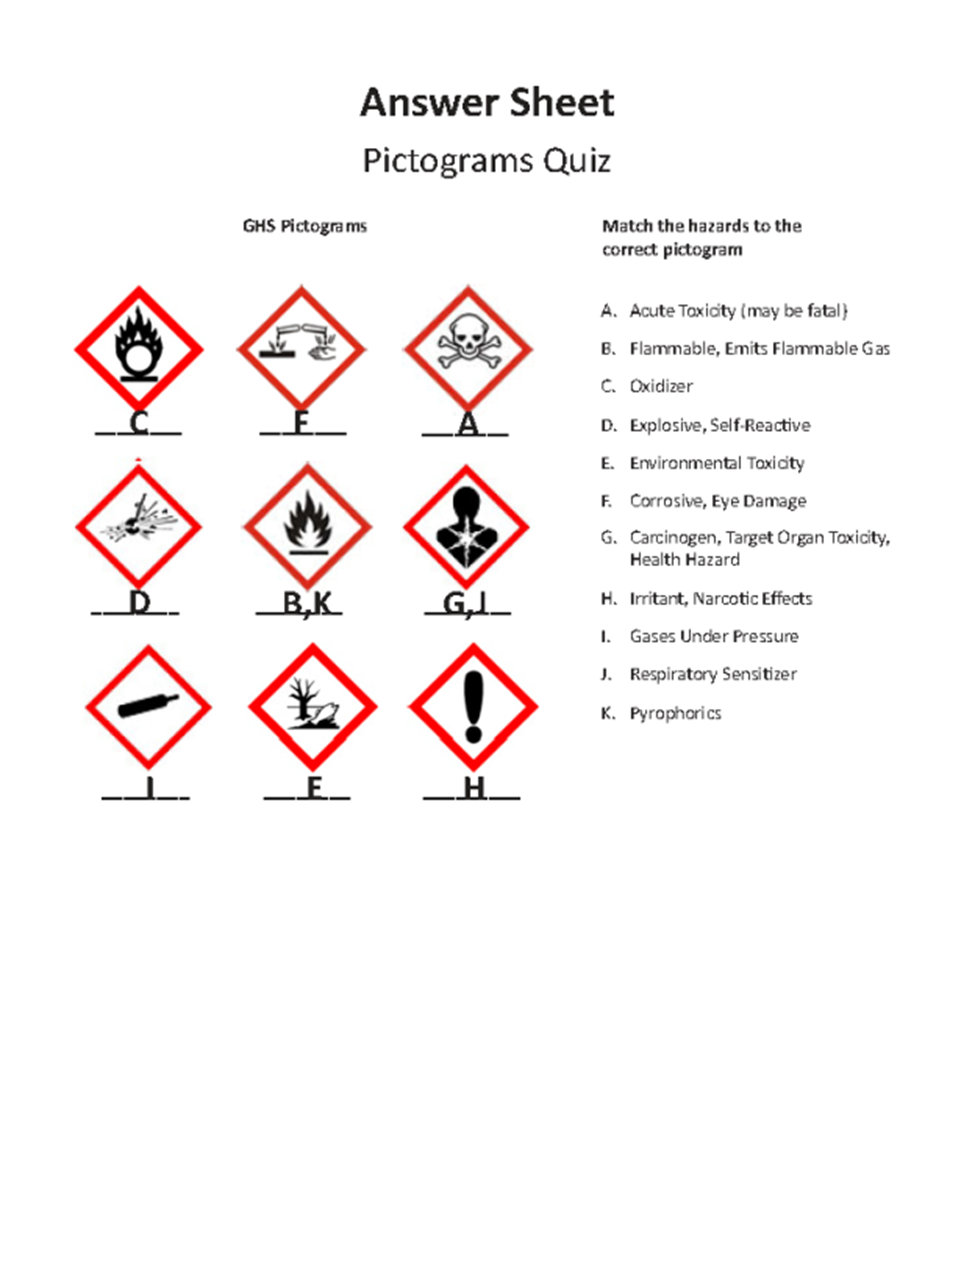 Answer Sheet
Pictograms Quiz
GHS Pictograms
Match the hazards to the
correct pictogram
C F A
D B,K G,J
I E H
A. Acute Toxicity (may be fatal)
B. Flammable, Emits Flammable Gas
C. Oxidizer
D. Explosive, Self-Reactive
E. Environmental Toxicity
F. Corrosive, Eye Damage
G. Carcinogen, Target Organ Toxicity,
Health Hazard
H. Irritant, Narcotic Effects
I. Gases Under Pressure
J. Respiratory Sensitizer
K. Pyrophorics